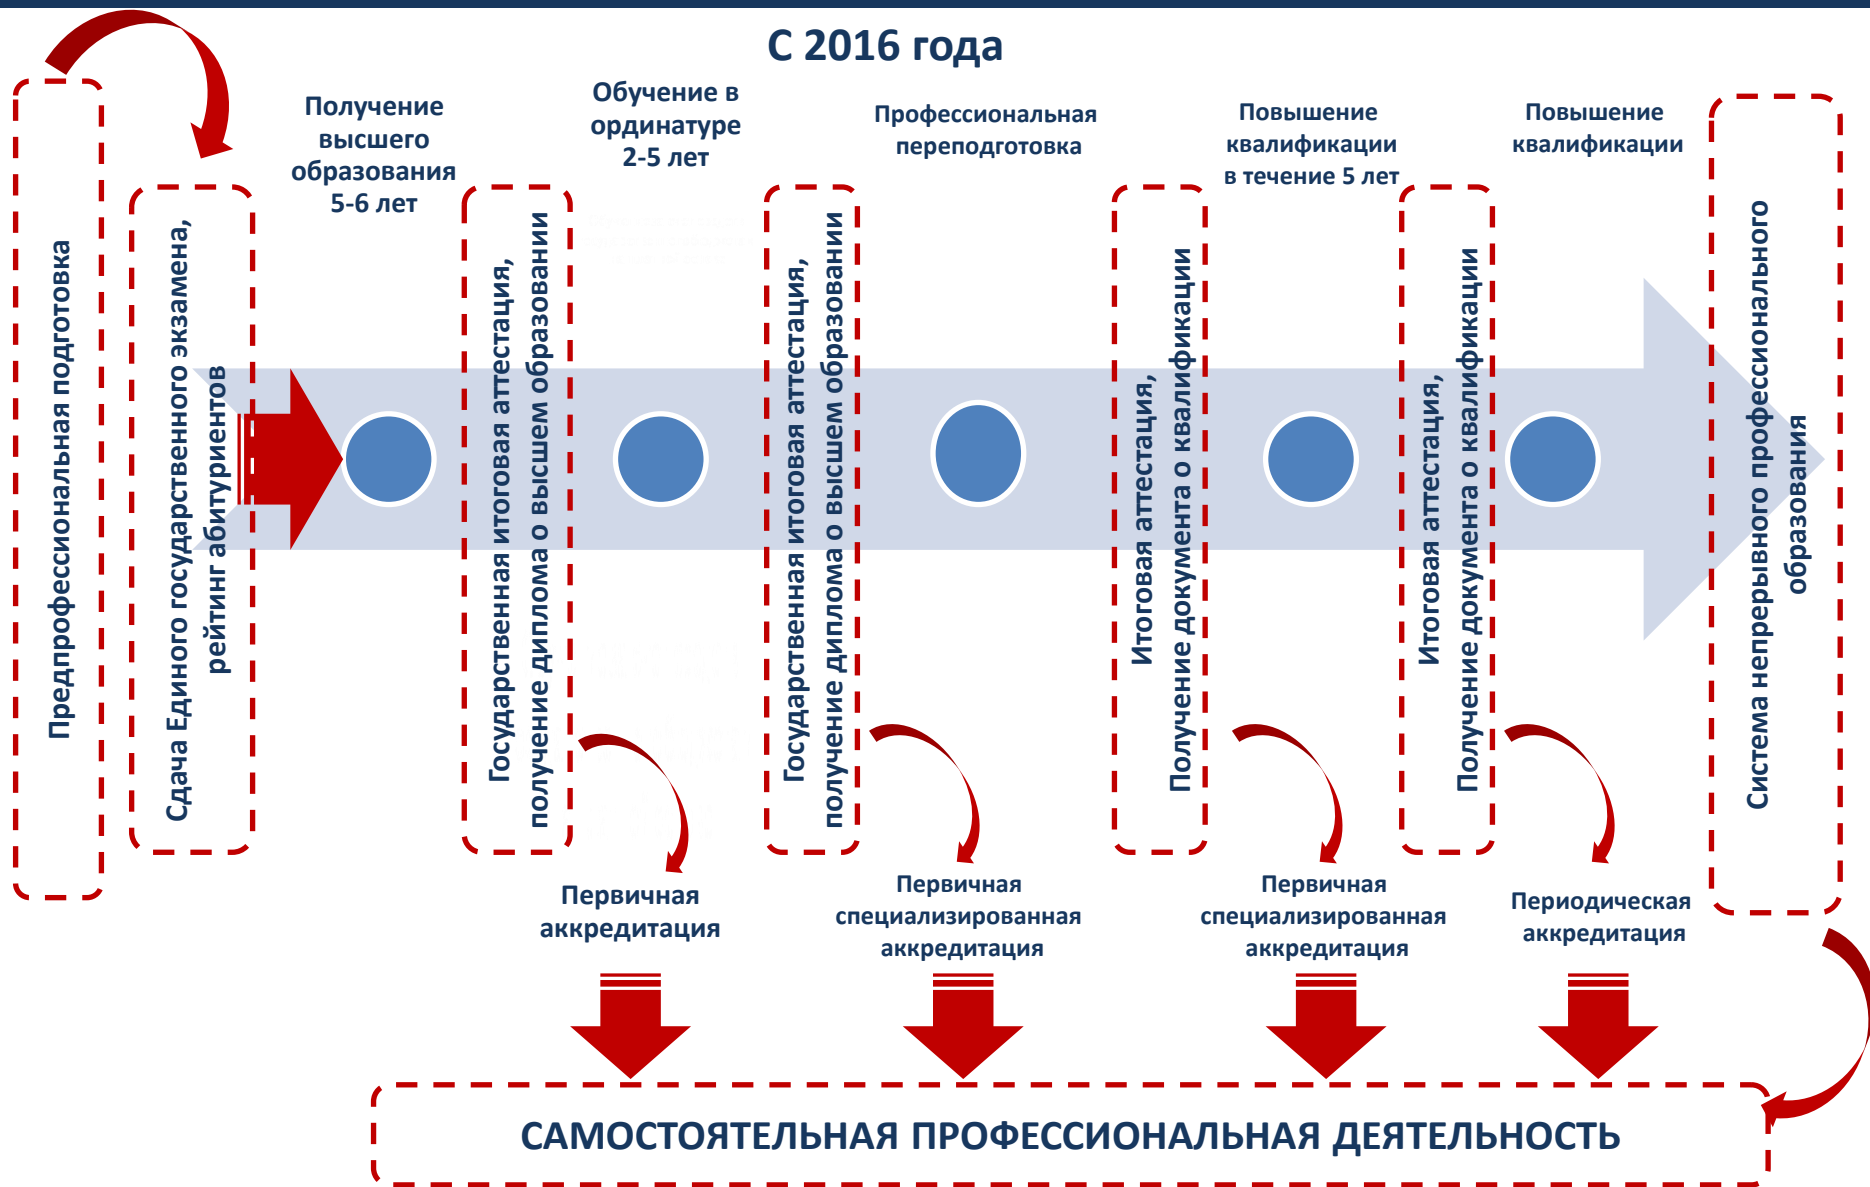 С 2016 года
Получение
высшего
образования
5-6 лет
Обучение в
ординатуре
2-5 лет
Профессиональная
переподготовка
Повышение
квалификации
в течение 5 лет
Повышение
квалификации
Предпрофессиональная подготовка
Сдача Единого государственного экзамена,
рейтинг абитуриентов
Государственная итоговая аттестация,
получение диплома о высшем образовании
Государственная итоговая аттестация,
получение диплома о высшем образовании
Итоговая аттестация,
Получение документа о квалификации
Итоговая аттестация,
Получение документа о квалификации
Система непрерывного профессионального
образования
Первичная
аккредитация
Первичная
специализированная
аккредитация
Первичная
специализированная
аккредитация
Периодическая
аккредитация
САМОСТОЯТЕЛЬНАЯ ПРОФЕССИОНАЛЬНАЯ ДЕЯТЕЛЬНОСТЬ